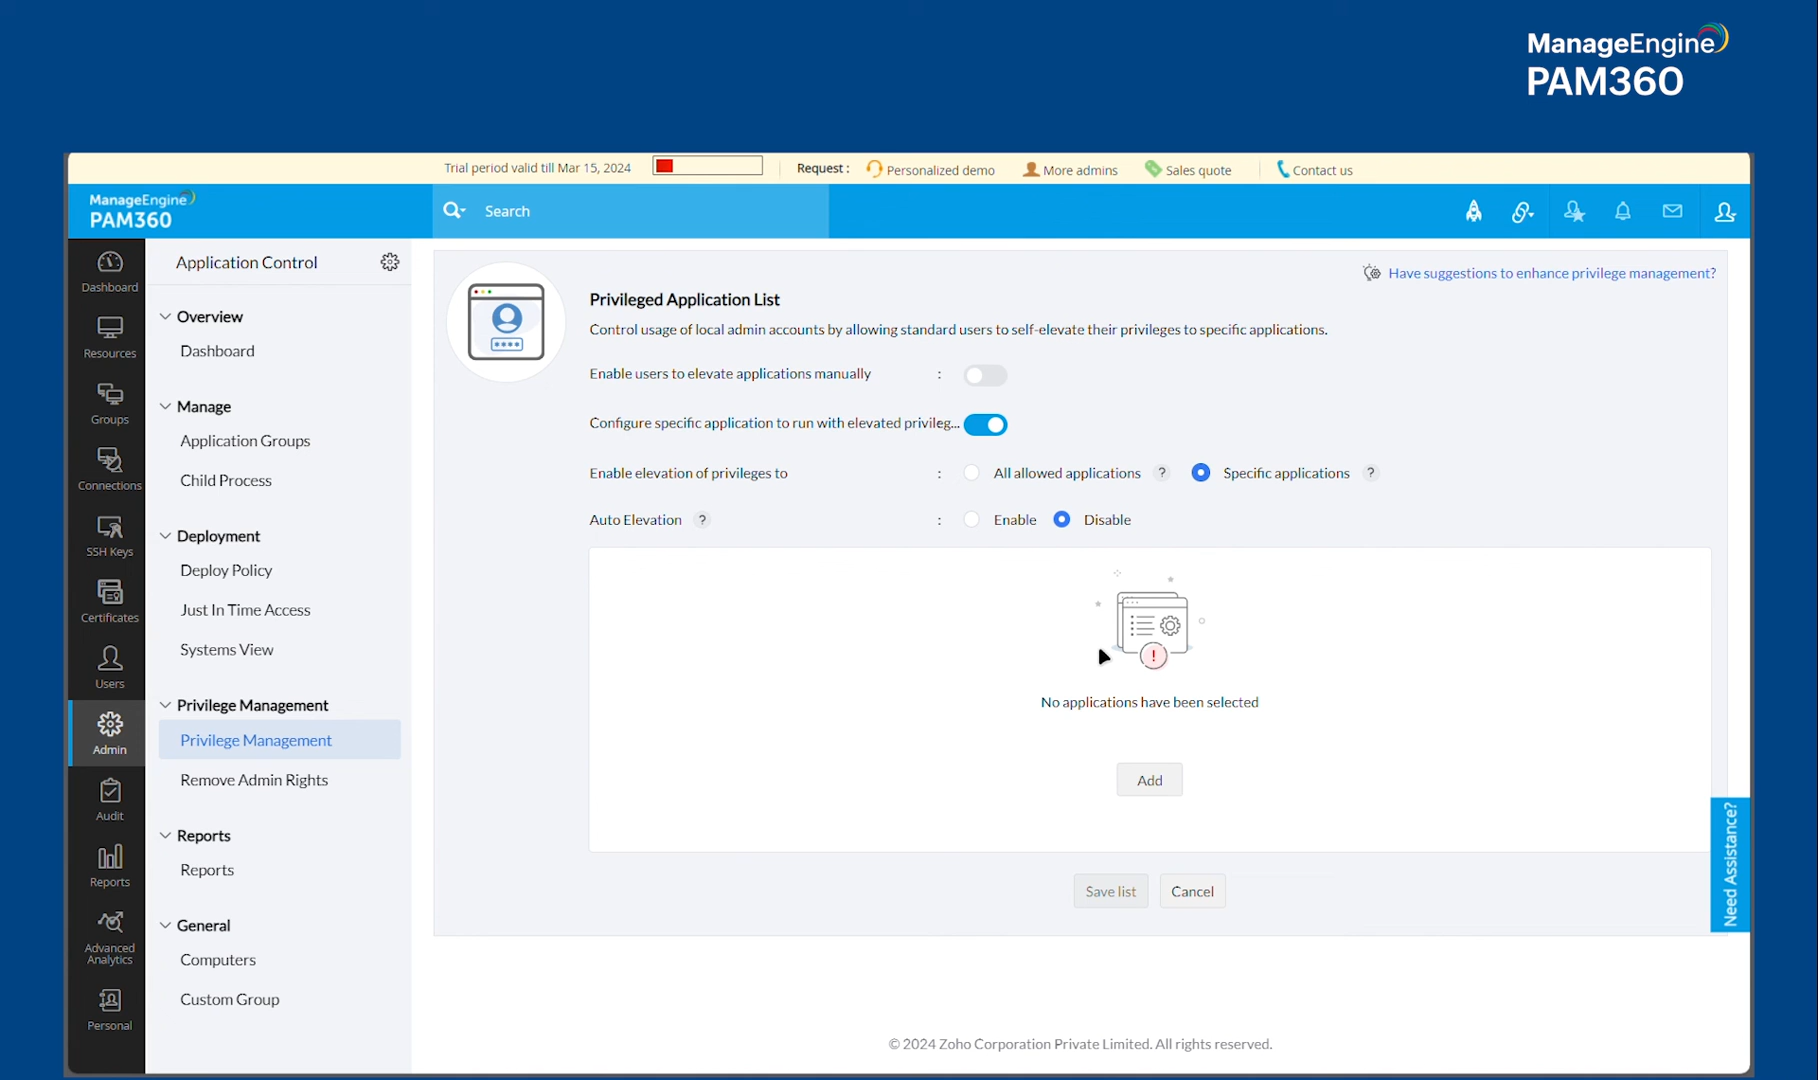 ManageEngine
PAM360
Trial period valid till Mar 15, 2024
Request :
Personalized demo
More admins
Sales quote
Contact us
ManageEngine
PAM360
Search
Dashboard
Resources
Groups
Connections
SSH Keys
Certificates
Users
Admin
Audit
Reports
Advanced
Analytics
Personal
Application Control
Overview
Dashboard
Manage
Application Groups
Child Process
Deployment
Deploy Policy
Just In Time Access
Systems View
Privilege Management
Privilege Management
Remove Admin Rights
Reports
Reports
General
Computers
Custom Group
Have suggestions to enhance privilege management?
Privileged Application List
Control usage of local admin accounts by allowing standard users to self-elevate their privileges to specific applications.
Enable users to elevate applications manually :
Configure specific application to run with elevated privileg...
Enable elevation of privileges to : All allowed applications ? Specific applications ?
Auto Elevation ? : Enable Disable
No applications have been selected
Add
Save list Cancel
Need Assistance?
© 2024 Zoho Corporation Private Limited. All rights reserved.